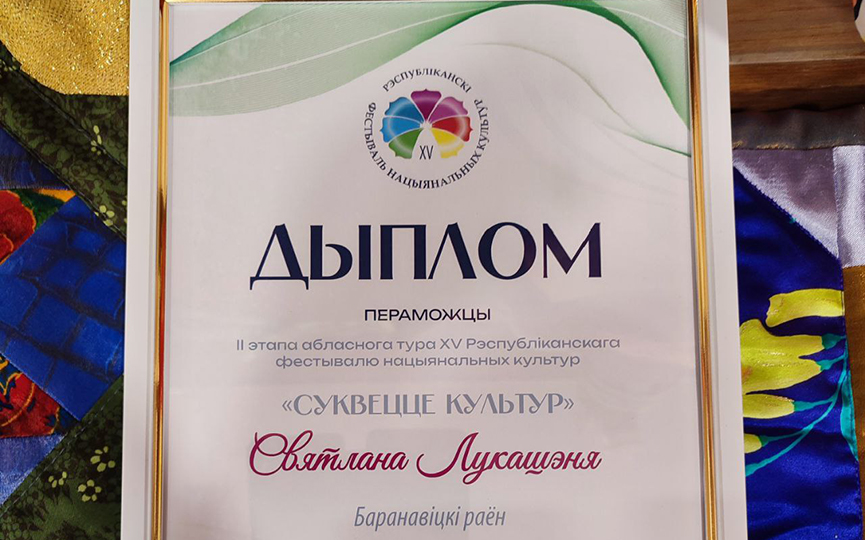 РЭСПУБЛІКАНСКІ
ФЕСТЫВАЛЬ НАЦЫЯНАЛЬНЫХ КУЛЬТУР
XV
ДЫПЛОМ
ПЕРАМОЖЦЫ
II этапа абласнога тура XV Рэспубліканскага
фестывалю нацыянальных культур
«СУКВЕЦЦЕ КУЛЬТУР»
Святлана Лукашэня
Баранавіцкі раён